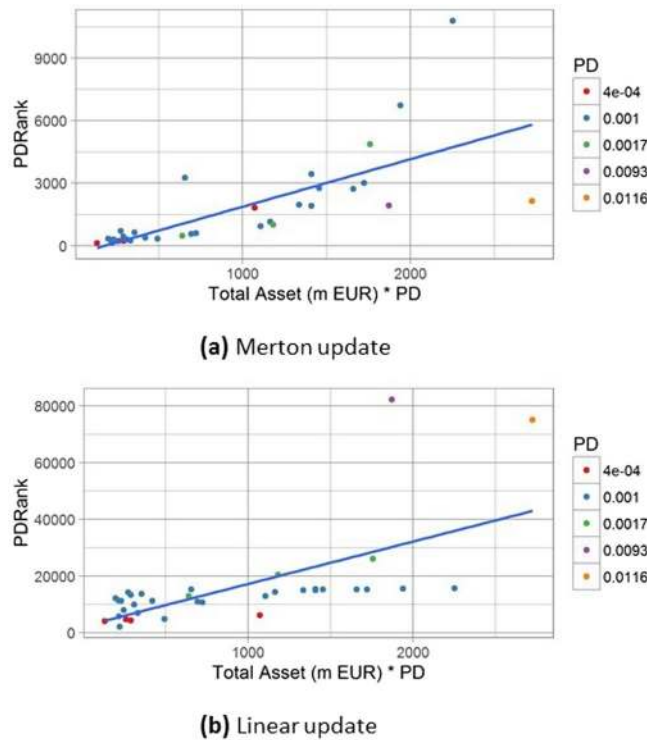 9000
6000
3000
0
PDRank
1000
2000
Total Asset (m EUR) * PD
PD
4e-04
0.001
0.0017
0.0093
0.0116
(a) Merton update
80000
60000
40000
20000
0
PDRank
1000
2000
Total Asset (m EUR) * PD
PD
4e-04
0.001
0.0017
0.0093
0.0116
(b) Linear update